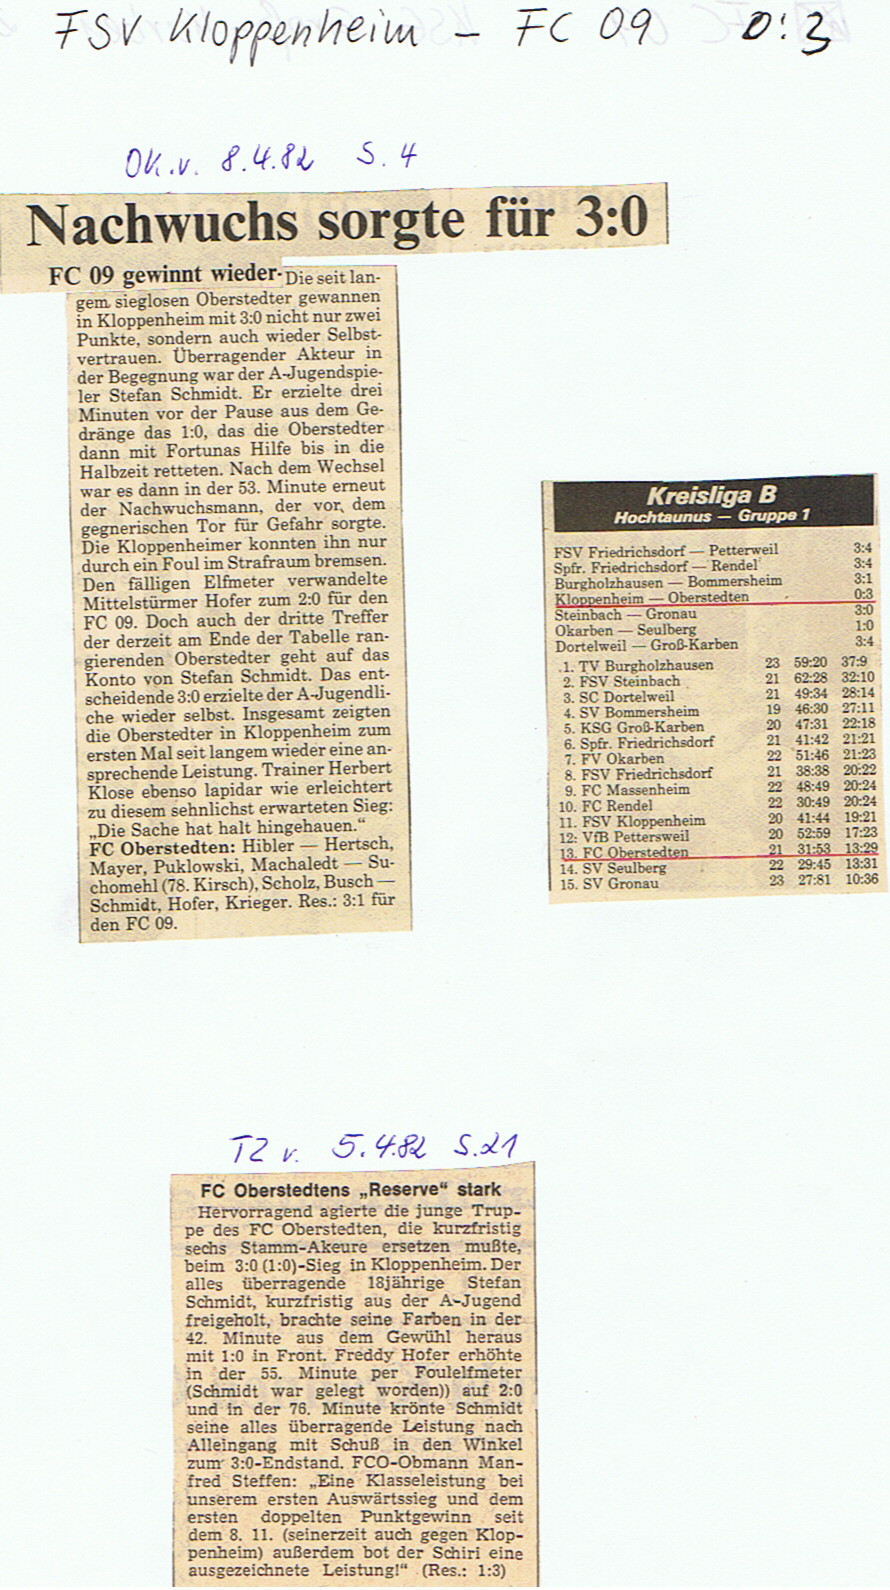 FSV Kloppenheim – FC 09 0:3
OK. v. 8.4.82 S. 4
Nachwuchs sorgte für 3:0
FC 09 gewinnt wieder· Die seit lan-
gem sieglosen Oberstedter gewannen
in Kloppenheim mit 3:0 nicht nur zwei
Punkte, sondern auch wieder Selbst-
vertrauen. Überragender Akteur in
der Begegnung war der A-Jugendspie-
ler Stefan Schmidt. Er erzielte drei
Minuten vor der Pause aus dem Ge-
dränge das 1:0, das die Oberstedter
dann mit Fortunas Hilfe bis in die
Halbzeit retteten. Nach dem Wechsel
war es dann in der 53. Minute erneut
der Nachwuchsmann, der vor dem
gegnerischen Tor für Gefahr sorgte.
Die Kloppenheimer konnten ihn nur
durch ein Foul im Strafraum bremsen.
Den fälligen Elfmeter verwandelte
Mittelstürmer Hofer zum 2:0 für den
FC 09. Doch auch der dritte Treffer
der derzeit am Ende der Tabelle ran-
gierenden Oberstedter geht auf das
Konto von Stefan Schmidt. Das ent-
scheidende 3:0 erzielte der A-Jugendli-
che wieder selbst. Insgesamt zeigten
die Oberstedter in Kloppenheim zum
ersten Mal seit langem wieder eine an-
sprechende Leistung. Trainer Herbert
Klose ebenso lapidar wie erleichtert
zu diesem sehnlichst erwarteten Sieg:
„Die Sache hat halt hingehauen.“
FC Oberstedten: Hibler — Hertsch,
Mayer, Puklowski, Machaledt — Su-
chomehl (78. Kirsch), Scholz, Busch —
Schmidt, Hofer, Krieger. Res.: 3:1 für
den FC 09.
Kreisliga B
Hochtaunus — Gruppe 1
FSV Friedrichsdorf — Petterweil 3:4
Spfr. Friedrichsdorf — Rendel 3:4
Burgholzhausen — Bommersheim 3:1
Kloppenheim — Oberstedten 0:3
Steinbach — Gronau 3:0
Okarben — Seulberg 1:0
Dortelweil — Groß-Karben 3:4
1. TV Burgholzhausen 23 59:20 37:9
2. FSV Steinbach 21 62:28 32:10
3. SC Dortelweil 21 49:34 28:14
4. SV Bommersheim 19 46:30 27:11
5. KSG Groß-Karben 20 47:31 22:18
6. Spfr. Friedrichsdorf 21 41:42 21:21
7. FV Okarben 22 51:46 21:23
8. FSV Friedrichsdorf 21 38:38 20:22
9. FC Massenheim 22 48:49 20:24
10. FC Rendel 22 30:49 20:24
11. FSV Kloppenheim 20 41:44 19:21
12. VfB Petterswell 20 52:59 17:23
13. FC Oberstedten 21 31:53 13:29
14. SV Seulberg 22 29:45 13:31
15. SV Gronau 23 27:81 10:36
TZ v. 5.4.82 S.21
FC Oberstedtens „Reserve“ stark
Hervorragend agierte die junge Trup-
pe des FC Oberstedten, die kurzfristig
sechs Stamm-Akeure ersetzen mußte,
beim 3:0 (1:0)-Sieg in Kloppenheim. Der
alles überragende 18jährige Stefan
Schmidt, kurzfristig aus der A-Jugend
freigeholt, brachte seine Farben in der
42. Minute aus dem Gewühl heraus
mit 1:0 in Front. Freddy Hofer erhöhte
in der 55. Minute per Foulelfmeter
(Schmidt war gelegt worden)) auf 2:0
und in der 76. Minute krönte Schmidt
seine alles überragende Leistung nach
Alleingang mit Schuß in den Winkel
zum 3:0-Endstand. FCO-Obmann Man-
fred Steffen: „Eine Klasseleistung bei
unserem ersten Auswärtssieg und dem
ersten doppelten Punktgewinn seit
dem 8. 11. (seinerzeit auch gegen Klop-
penheim) außerdem bot der Schiri eine
ausgezeichnete Leistung!“ (Res.: 1:3)